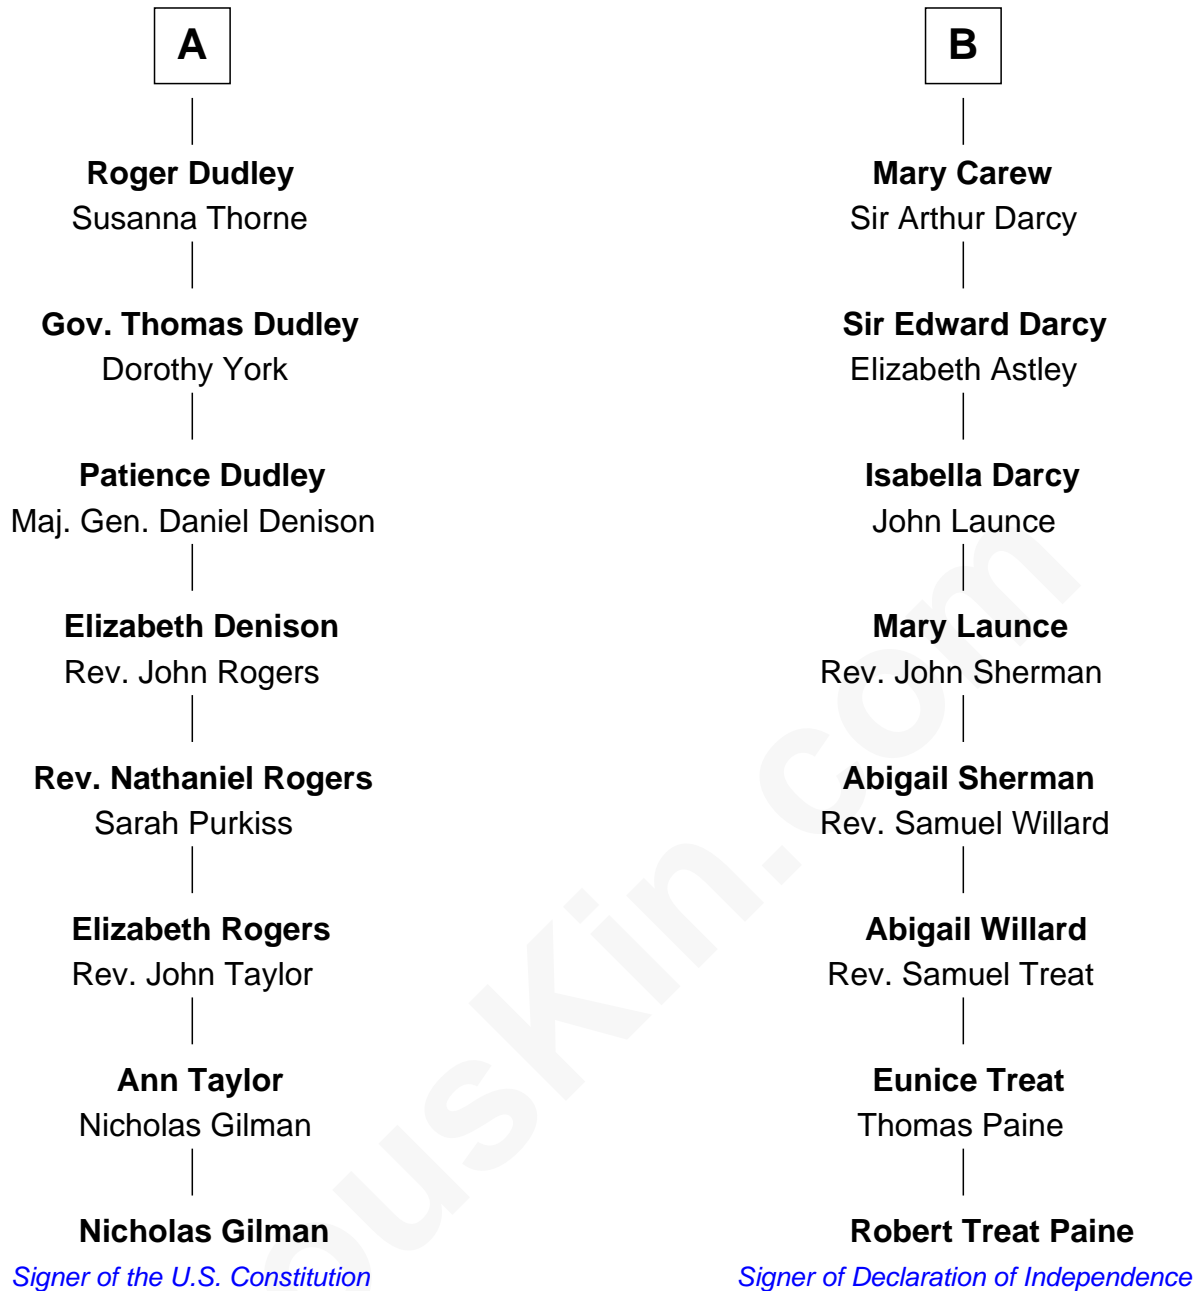 A
Roger Dudley
Susanna Thorne
Gov. Thomas Dudley
Dorothy York
Patience Dudley
Maj. Gen. Daniel Denison
Elizabeth Denison
Rev. John Rogers
Rev. Nathaniel Rogers
Sarah Purkiss
Elizabeth Rogers
Rev. John Taylor
Ann Taylor
Nicholas Gilman
Nicholas Gilman
Signer of the U.S. Constitution
B
Mary Carew
Sir Arthur Darcy
Sir Edward Darcy
Elizabeth Astley
Isabella Darcy
John Launce
Mary Launce
Rev. John Sherman
Abigail Sherman
Rev. Samuel Willard
Abigail Willard
Rev. Samuel Treat
Eunice Treat
Thomas Paine
Robert Treat Paine
Signer of Declaration of Independence